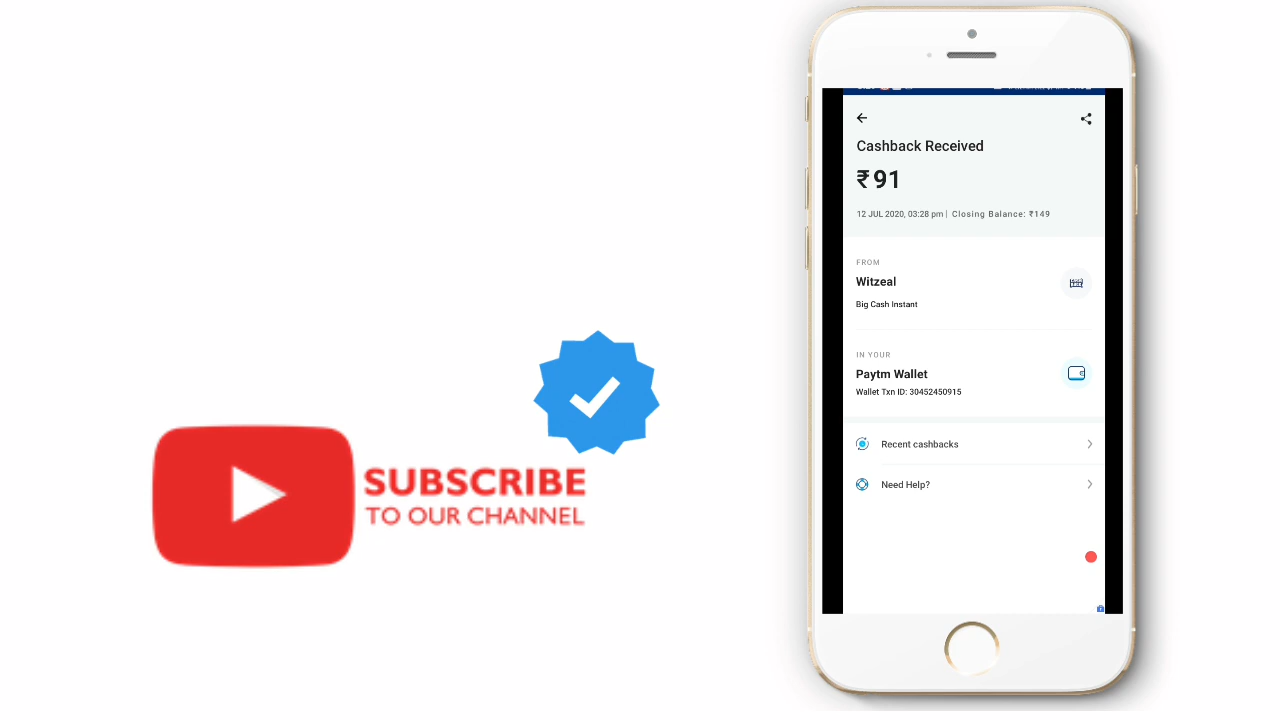 SUBSCRIBE
TO OUR CHANNEL
Cashback Received
₹91
12 JUL 2020, 03:28 pm | Closing Balance: ₹149
FROM
Witzeal
Big Cash Instant
IN YOUR
Paytm Wallet
Wallet Txn ID: 30452450915
Recent cashbacks
Need Help?